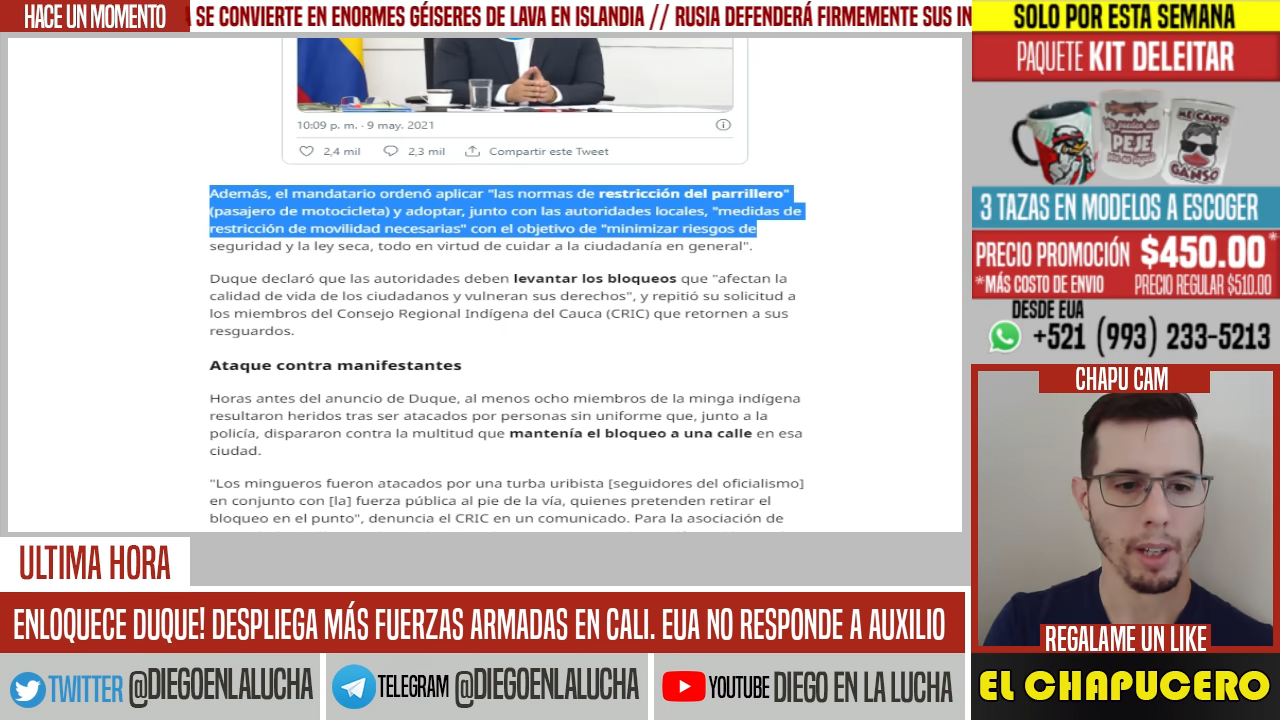 HACE UN MOMENTO
SE CONVIERTE EN ENORMES GÉISERES DE LAVA EN ISLANDIA // RUSIA DEFENDERÁ FIRMEMENTE SUS IN
10:09 p. m. · 9 may. 2021
2,4 mil 2,3 mil Compartir este Tweet
Además, el mandatario ordenó aplicar "las normas de restricción del parrillero"
(pasajero de motocicleta) y adoptar, junto con las autoridades locales, "medidas de
restricción de movilidad necesarias" con el objetivo de "minimizar riesgos de
seguridad y la ley seca, todo en virtud de cuidar a la ciudadanía en general".
Duque declaró que las autoridades deben levantar los bloqueos que "afectan la
calidad de vida de los ciudadanos y vulneran sus derechos", y repitió su solicitud a
los miembros del Consejo Regional Indígena del Cauca (CRIC) que retornen a sus
resguardos.
Ataque contra manifestantes
Horas antes del anuncio de Duque, al menos ocho miembros de la minga indígena
resultaron heridos tras ser atacados por personas sin uniforme que, junto a la
policía, dispararon contra la multitud que mantenía el bloqueo a una calle en esa
ciudad.
"Los mingueros fueron atacados por una turba uribista [seguidores del oficialismo]
en conjunto con [la] fuerza pública al pie de la vía, quienes pretenden retirar el
bloqueo en el punto", denuncia el CRIC en un comunicado. Para la asociación de
SOLO POR ESTA SEMANA
PAQUETE KIT DELEITAR
PEJE
ME CANSO
GANSO
3 TAZAS EN MODELOS A ESCOGER
PRECIO PROMOCIÓN $450.00*
*MÁS COSTO DE ENVIO PRECIO REGULAR $510.00
DESDE EUA
+521 (993) 233-5213
CHAPU CAM
REGALAME UN LIKE
EL CHAPUCERO
ULTIMA HORA
ENLOQUECE DUQUE! DESPLIEGA MÁS FUERZAS ARMADAS EN CALI. EUA NO RESPONDE A AUXILIO
TWITTER @DIEGOENLALUCHA
TELEGRAM @DIEGOENLALUCHA
YOUTUBE DIEGO EN LA LUCHA